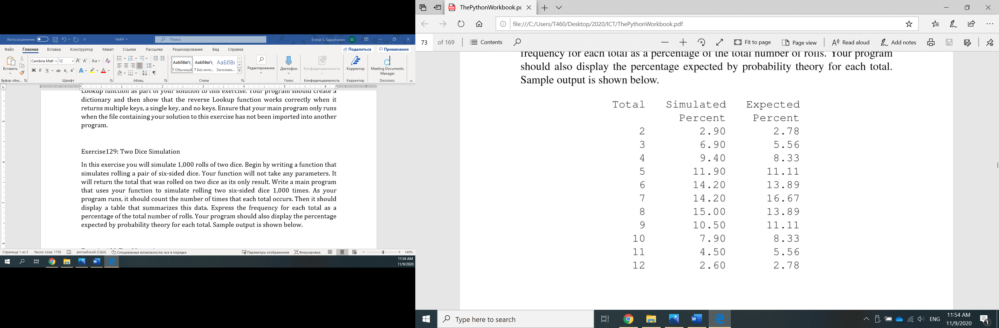 Автосохранение
task4
Поиск
Ershat S. Sapazhanov
ES
Файл
Главная
Вставка
Конструктор
Макет
Ссылки
Рассылки
Рецензирование
Вид
Справка
Поделиться
Примечания
Вставить
Cambria Matl
12
Aa
Ж К Ч ab x₂ x²
АаБбВвГг, АаБбВвГг, АаБбВı
¶ Обычный ¶ Без инте... Заголово...
Редактирование
Диктофон
Конфиденциальность
Корректор
Meeting Documents
Manager
Буфер обм...
Шрифт
Абзац
Стили
Голос
Конфиденциальность
Корректор
Decisions
Lookup function as part of your solution to this exercise. Your program should create a
dictionary and then show that the reverse Lookup function works correctly when it
returns multiple keys, a single key, and no keys. Ensure that your main program only runs
when the file containing your solution to this exercise has not been imported into another
program.
Exercise129: Two Dice Simulation
In this exercise you will simulate 1,000 rolls of two dice. Begin by writing a function that
simulates rolling a pair of six-sided dice. Your function will not take any parameters. It
will return the total that was rolled on two dice as its only result. Write a main program
that uses your function to simulate rolling two six-sided dice 1,000 times. As your
program runs, it should count the number of times that each total occurs. Then it should
display a table that summarizes this data. Express the frequency for each total as a
percentage of the total number of rolls. Your program should also display the percentage
expected by probability theory for each total. Sample output is shown below.
Страница 1 из 5
Число слов: 1758
английский (США)
Специальные возможности: все в порядке
Параметры отображения
Фокусировка
140%
11:54 AM
11/9/2020
ThePythonWorkbook.pc
file:///C:/Users/T460/Desktop/2020/ICT/ThePythonWorkbook.pdf
73 of 169
Contents
Fit to page
Page view
Read aloud
Add notes
frequency for each total as a percentage of the total number of rolls. Your program
should also display the percentage expected by probability theory for each total.
Sample output is shown below.
Total Simulated Expected
Percent Percent
2 2.90 2.78
3 6.90 5.56
4 9.40 8.33
5 11.90 11.11
6 14.20 13.89
7 14.20 16.67
8 15.00 13.89
9 10.50 11.11
10 7.90 8.33
11 4.50 5.56
12 2.60 2.78
Type here to search
ENG
11:54 AM
11/9/2020
1